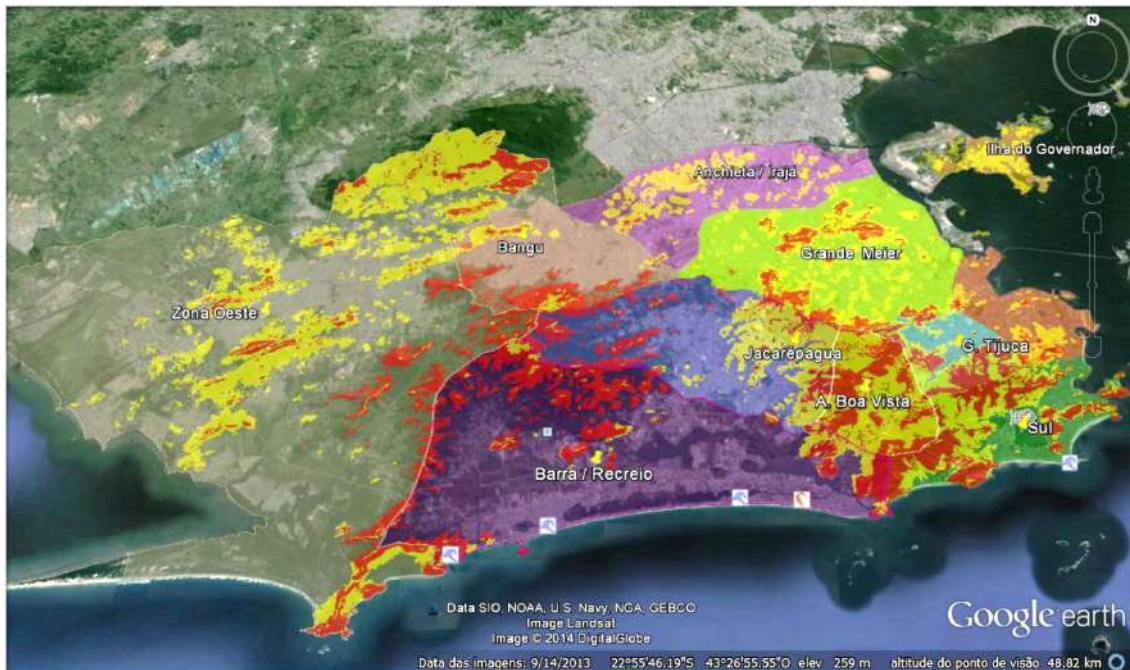 N
Ilha do Governador
Anchieta / Irajá
Bangu
Grande Meier
Zona Oeste
Jacarépagua
G. Tijuca
A. Boa Vista
Sul
Barra / Recreio
Data SIO, NOAA, U.S. Navy, NGA, GEBCO
Image Landsat
Image © 2014 DigitalGlobe
Google earth
Data das imagens: 9/14/2013 22°55'46.19"S 43°26'55.55"O elev 259 m altitude do ponto de visão 48.82 km